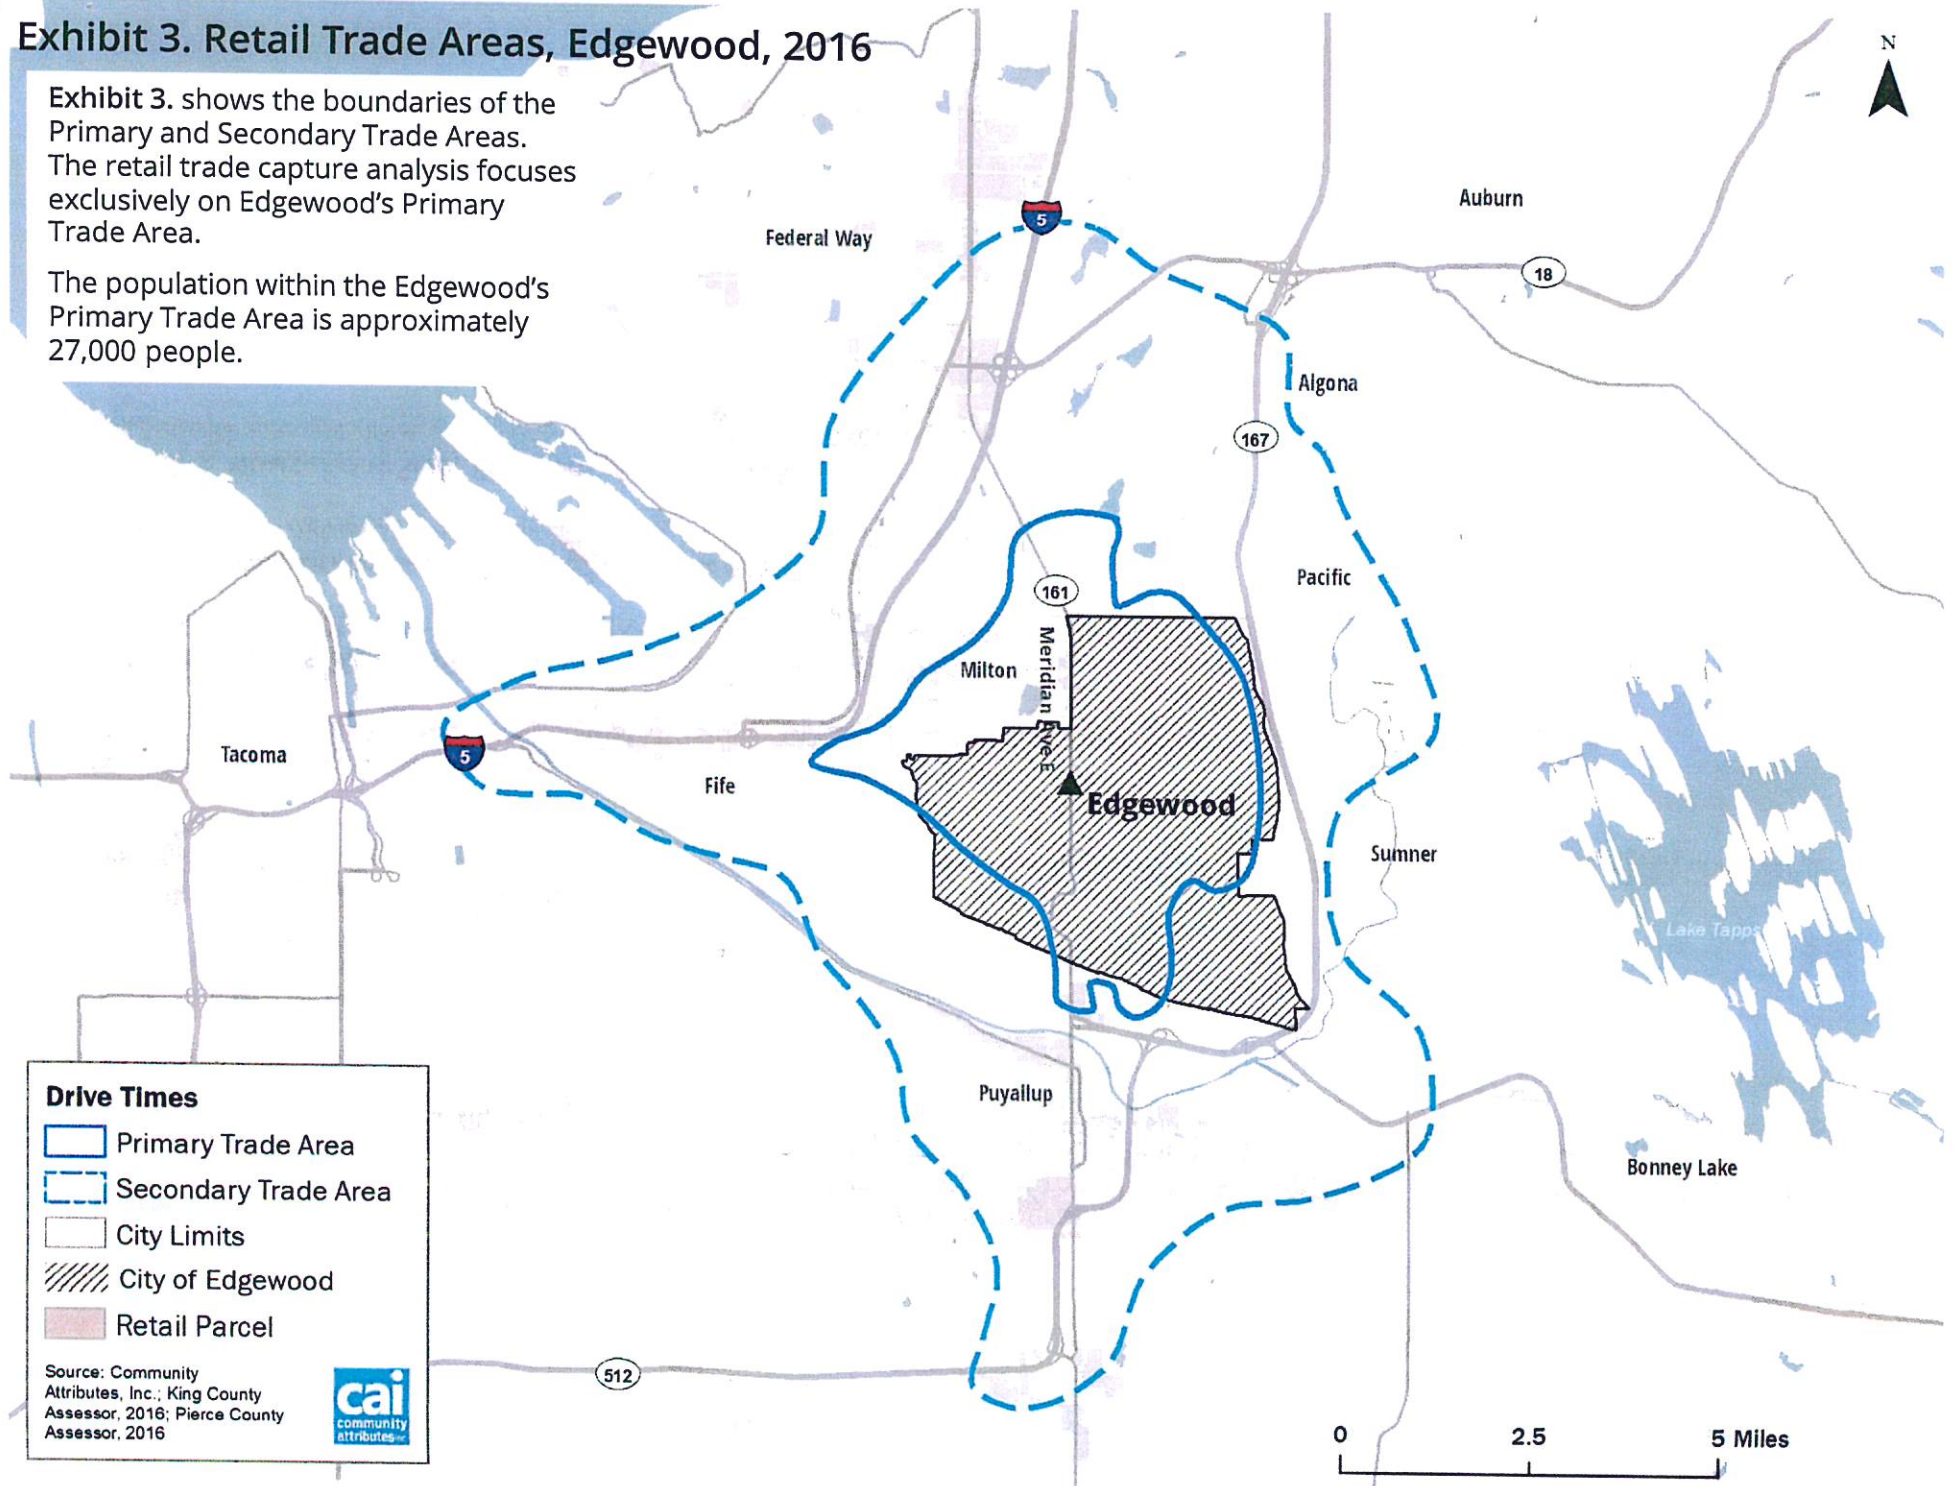 Exhibit 3. Retail Trade Areas, Edgewood, 2016
Exhibit 3. shows the boundaries of the
Primary and Secondary Trade Areas.
The retail trade capture analysis focuses
exclusively on Edgewood's Primary
Trade Area.
The population within the Edgewood's
Primary Trade Area is approximately
27,000 people.
N
Auburn
5
Federal Way
18
Algona
167
Pacific
161
Milton
Meridian Ave E
Tacoma
5
Fife
Edgewood
Sumner
Lake Tapps
Puyallup
Bonney Lake
512
Drive Times
Primary Trade Area
Secondary Trade Area
City Limits
City of Edgewood
Retail Parcel
Source: Community
Attributes, Inc.; King County
Assessor, 2016; Pierce County
Assessor, 2016
cai
community
attributes
0 2.5 5 Miles